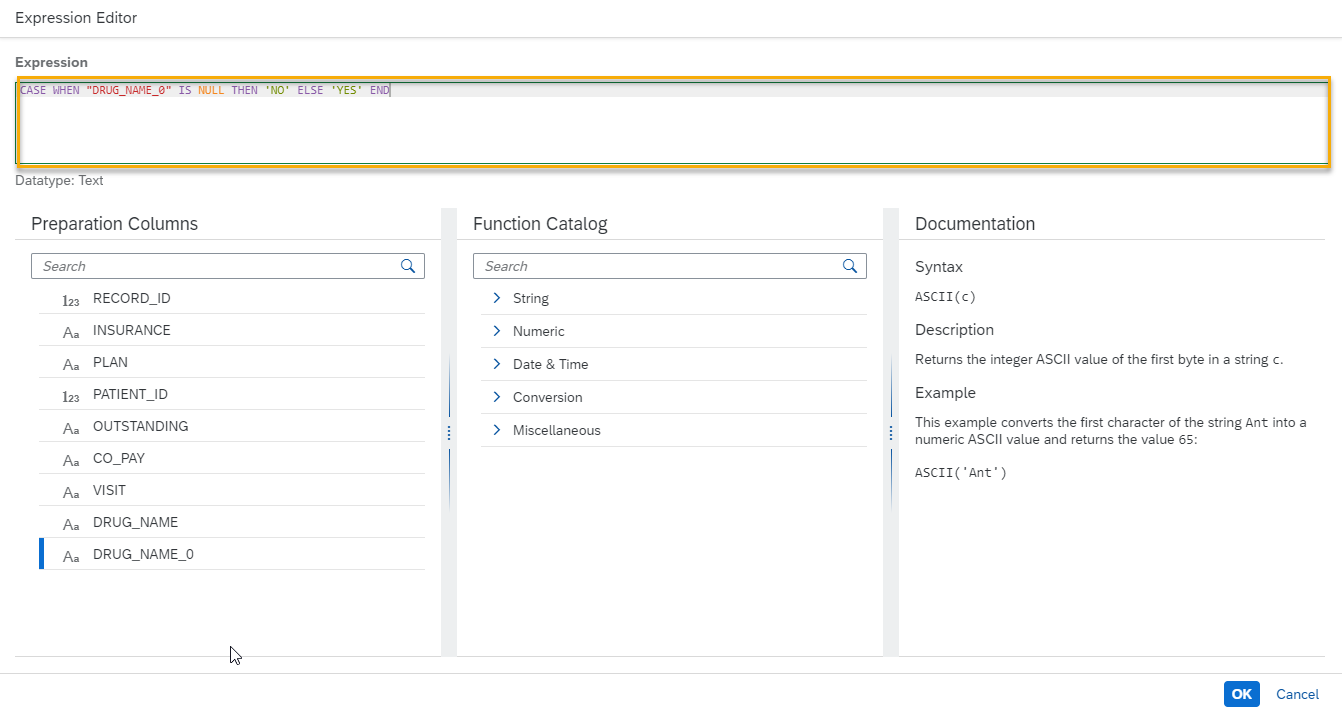 Expression Editor
Expression
CASE WHEN "DRUG_NAME_0" IS NULL THEN 'NO' ELSE 'YES' END
Datatype: Text
Preparation Columns
Search
123 RECORD_ID
Aa INSURANCE
Aa PLAN
123 PATIENT_ID
Aa OUTSTANDING
Aa CO_PAY
Aa VISIT
Aa DRUG_NAME
Aa DRUG_NAME_0
Function Catalog
Search
String
Numeric
Date & Time
Conversion
Miscellaneous
Documentation
Syntax
ASCII(c)
Description
Returns the integer ASCII value of the first byte in a string c.
Example
This example converts the first character of the string Ant into a
numeric ASCII value and returns the value 65:
ASCII('Ant')
OK Cancel